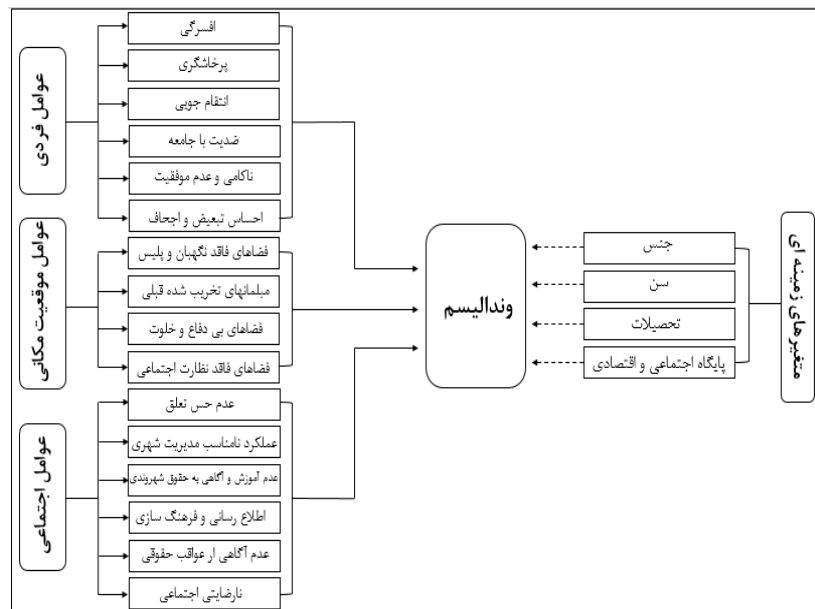 عوامل فردی
افسرگی
پرخاشگری
انتقام جویی
ضدیت با جامعه
ناکامی و عدم موفقیت
احساس تبعیض و اجحاف
عوامل موقعیت مکانی
فضاهای فاقد نگهبان و پلیس
مبلمانهای تخریب شده قبلی
فضاهای بی دفاع و خلوت
فضاهای فاقد نظارت اجتماعی
عوامل اجتماعی
عدم حس تعلق
عملکرد نامناسب مدیریت شهری
عدم آموزش و آگاهی به حقوق شهروندی
اطلاع رسانی و فرهنگ سازی
عدم آگاهی ار عواقب حقوقی
نارضایتی اجتماعی
وندالیسم
متغیرهای زمینه ای
جنس
سن
تحصیلات
پایگاه اجتماعی و اقتصادی